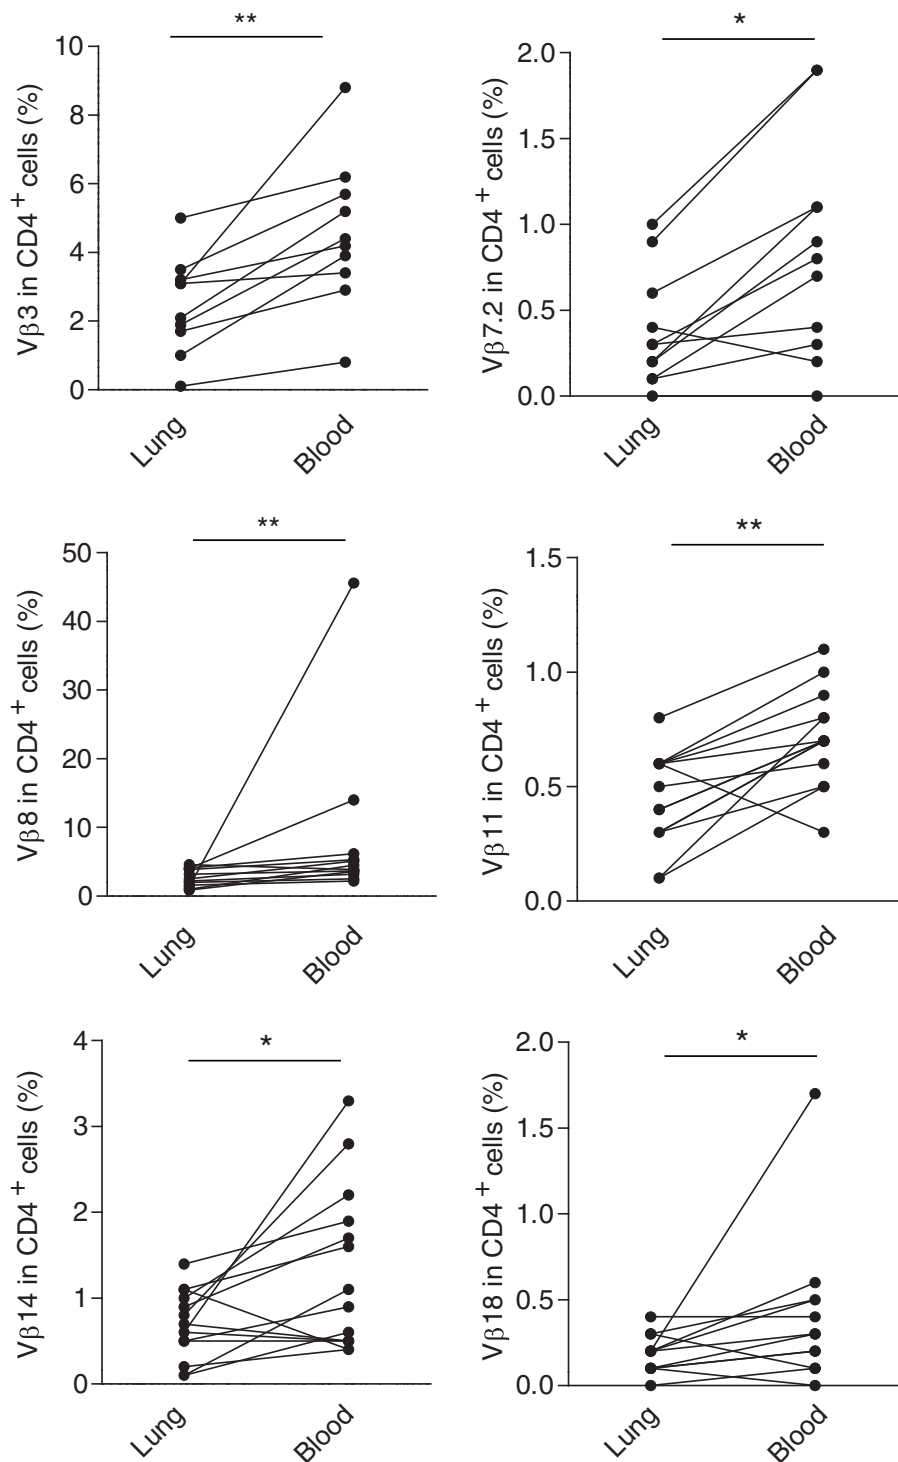 **
10
8
6
4
2
0
Vβ3 in CD4+ cells (%)
Lung
Blood
*
2.0
1.5
1.0
0.5
0.0
Vβ7.2 in CD4+ cells (%)
Lung
Blood
**
50
40
30
20
10
0
Vβ8 in CD4+ cells (%)
Lung
Blood
**
1.5
1.0
0.5
0.0
Vβ11 in CD4+ cells (%)
Lung
Blood
*
4
3
2
1
0
Vβ14 in CD4+ cells (%)
Lung
Blood
*
2.0
1.5
1.0
0.5
0.0
Vβ18 in CD4+ cells (%)
Lung
Blood